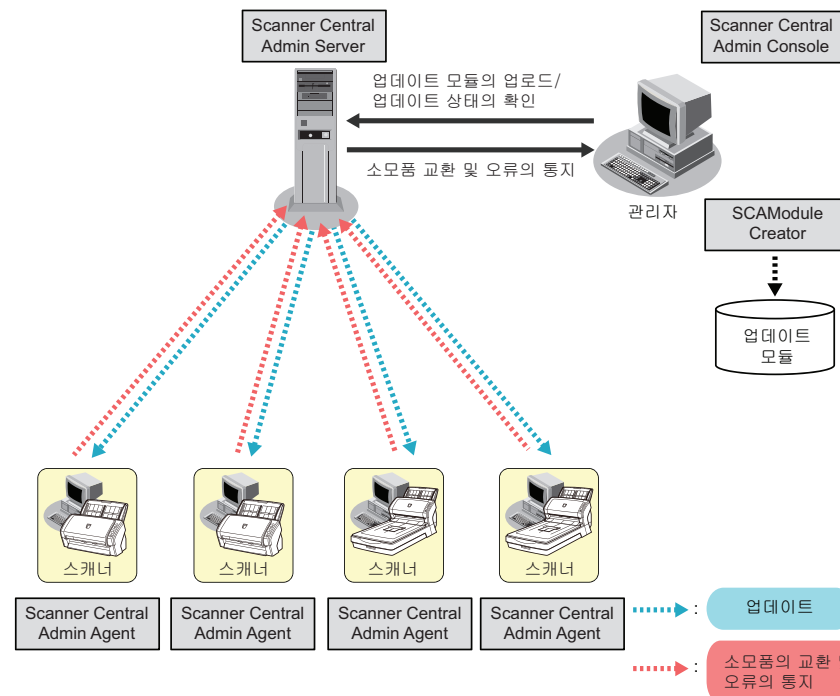 Scanner Central
Admin Server
Scanner Central
Admin Console
업데이트 모듈의 업로드/
업데이트 상태의 확인
소모품 교환 및 오류의 통지
관리자
SCAModule
Creator
업데이트
모듈
스캐너
스캐너
스캐너
스캐너
Scanner Central
Admin Agent
Scanner Central
Admin Agent
Scanner Central
Admin Agent
Scanner Central
Admin Agent
: 업데이트
: 소모품의 교환
오류의 통지